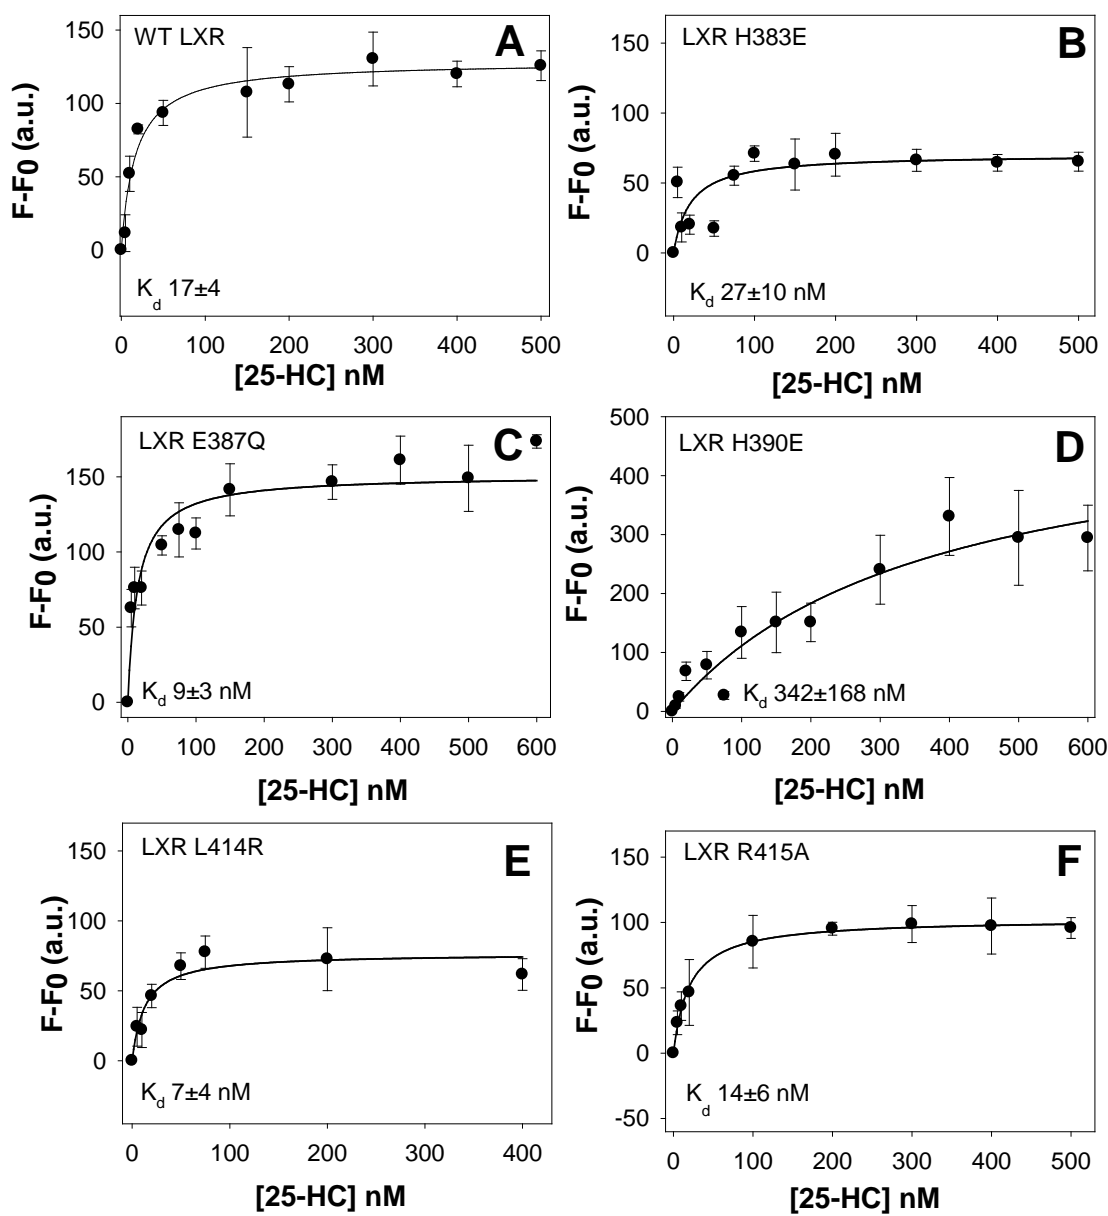 WT LXR
A
150
100
50
0
F-F0 (a.u.)
Kd 17±4
0 100 200 300 400 500
[25-HC] nM
LXR H383E
B
150
100
50
0
F-F0 (a.u.)
Kd 27±10 nM
0 100 200 300 400 500
[25-HC] nM
LXR E387Q
C
150
100
50
0
F-F0 (a.u.)
Kd 9±3 nM
0 100 200 300 400 500 600
[25-HC] nM
LXR H390E
D
500
400
300
200
100
0
F-F0 (a.u.)
Kd 342±168 nM
0 100 200 300 400 500 600
[25-HC] nM
LXR L414R
E
150
100
50
0
F-F0 (a.u.)
Kd 7±4 nM
0 100 200 300 400
[25-HC] nM
LXR R415A
F
150
100
50
0
-50
F-F0 (a.u.)
Kd 14±6 nM
0 100 200 300 400 500
[25-HC] nM